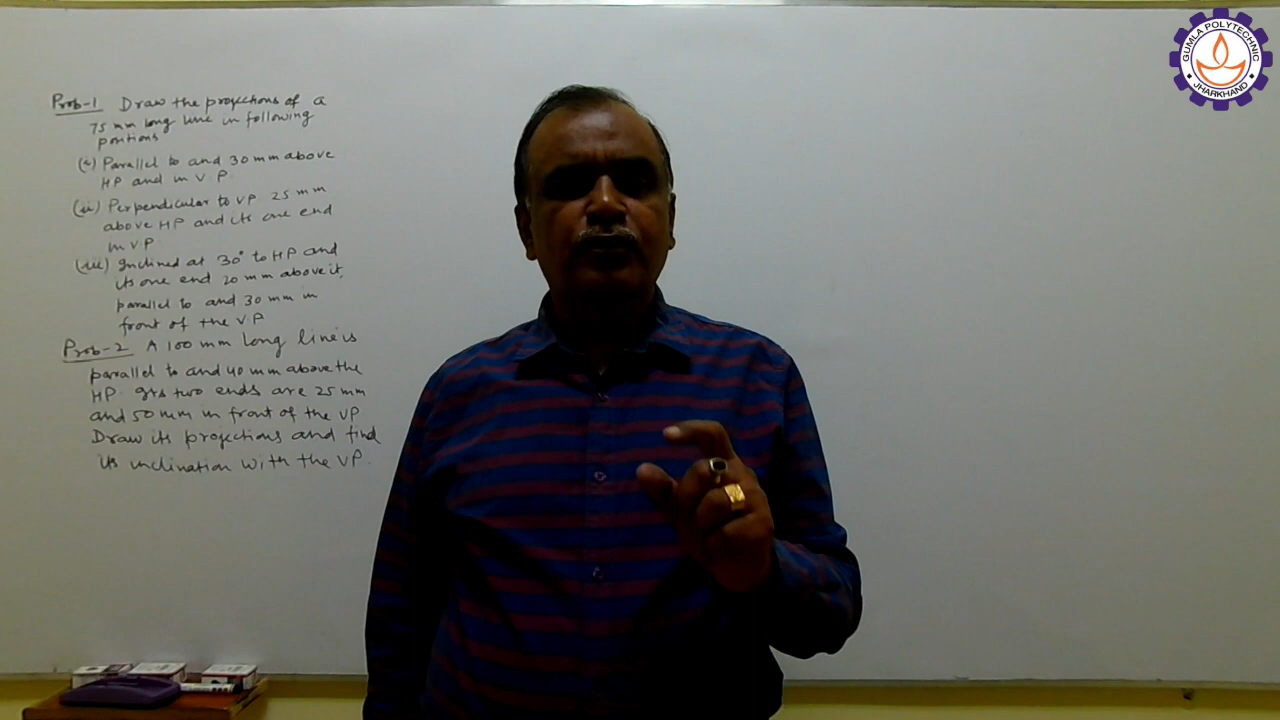 Prob-1 Draw the projections of a
75 mm long line in following
positions
(i) Parallel to and 30 mm above
HP and in V.P
(ii) Perpendicular to VP 25 mm
above HP and its one end
in VP
(iii) Inclined at 30° to HP and
its one end 20 mm above it,
parallel to and 30 mm in
front of the VP
Prob-2 A 100 mm long line is
parallel to and 40 mm above the
HP. Its two ends are 25 mm
and 50 mm in front of the VP
Draw its projections and find
its inclination with the VP.
GUMLA POLYTECHNIC
JHARKHAND